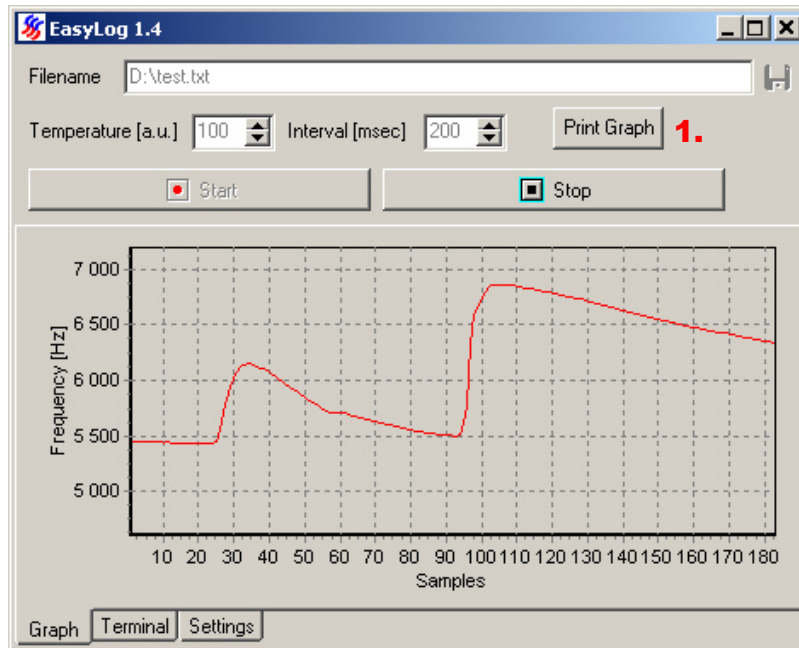 EasyLog 1.4
Filename D:\test.txt
Temperature [a.u.] 100 Interval [msec] 200 Print Graph 1.
Start Stop
7 000
6 500
6 000
5 500
5 000
Frequency [Hz]
10 20 30 40 50 60 70 80 90 100 110 120 130 140 150 160 170 180
Samples
Graph Terminal Settings